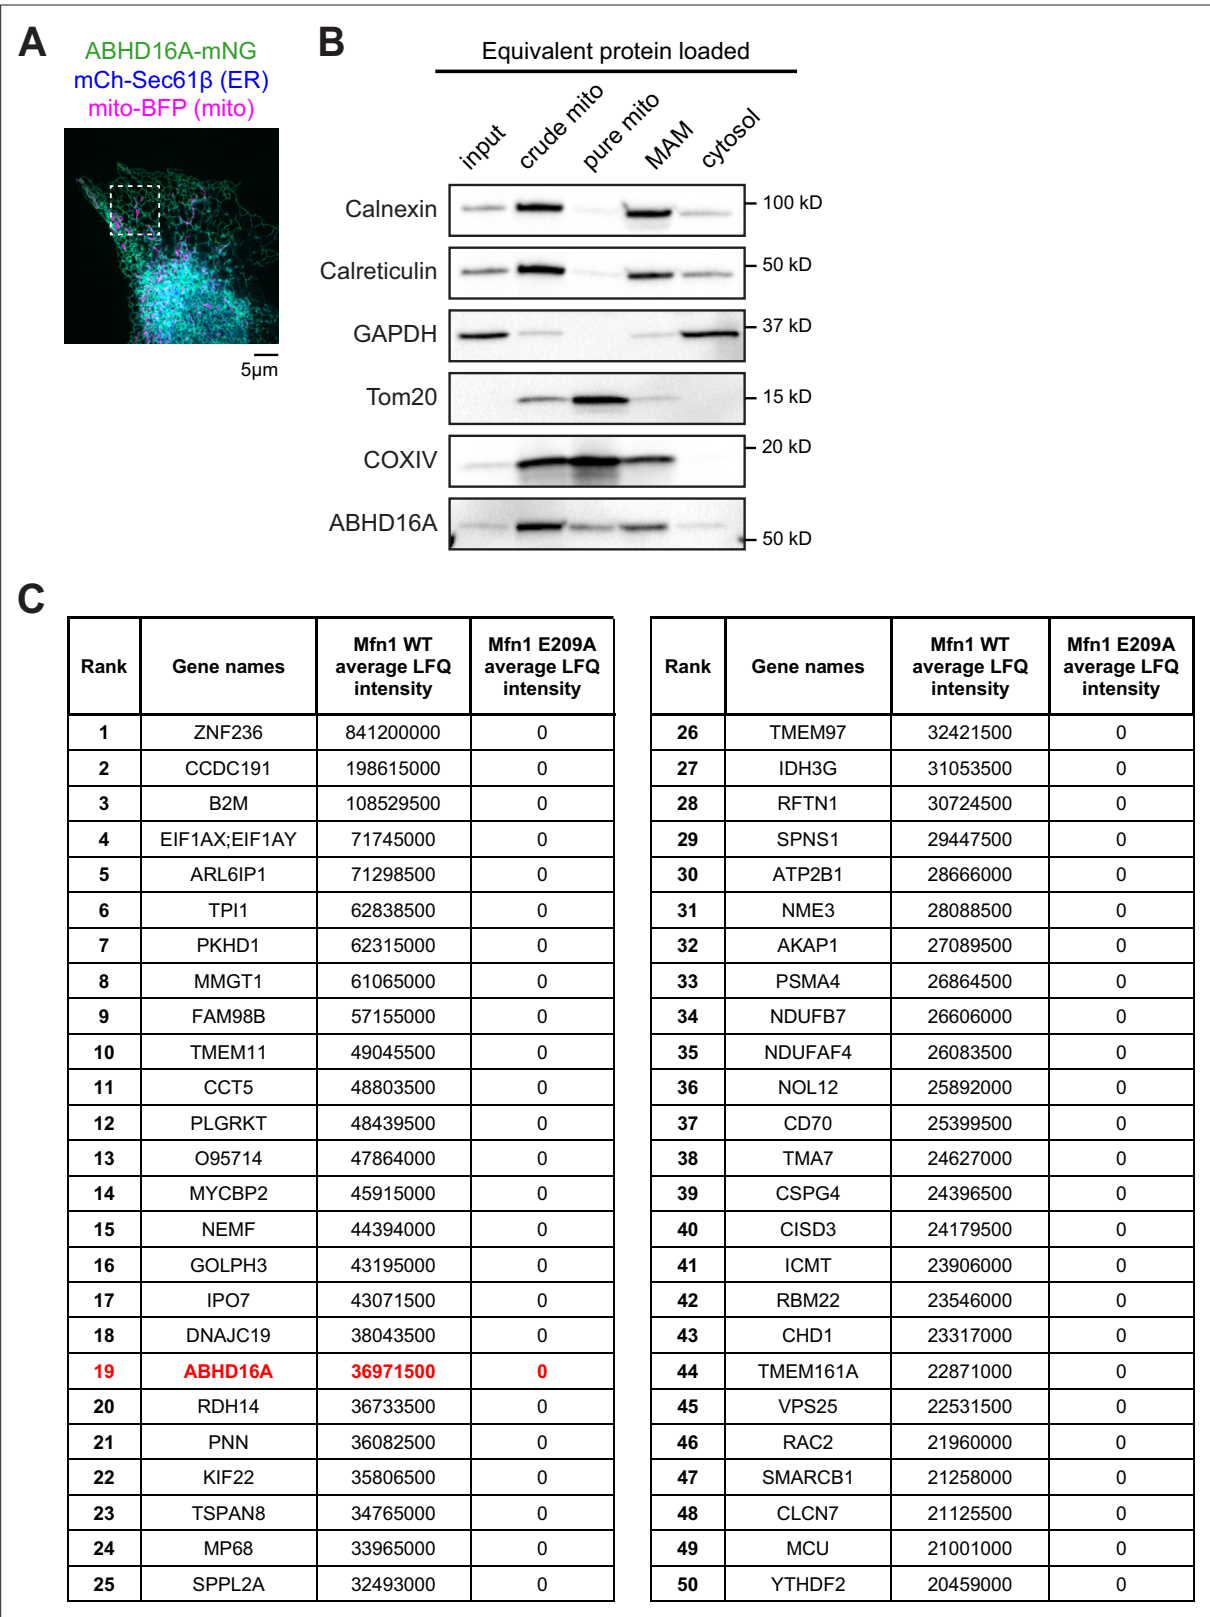 A
ABHD16A-mNG
mCh-Sec61β (ER)
mito-BFP (mito)
5μm
B
Equivalent protein loaded
input crude mito pure mito MAM cytosol
Calnexin 100 kD
Calreticulin 50 kD
GAPDH 37 kD
Tom20 15 kD
COXIV 20 kD
ABHD16A 50 kD
C
Rank Gene names Mfn1 WT average LFQ intensity Mfn1 E209A average LFQ intensity
1 ZNF236 841200000 0
2 CCDC191 198615000 0
3 B2M 108529500 0
4 EIF1AX;EIF1AY 71745000 0
5 ARL6IP1 71298500 0
6 TPI1 62838500 0
7 PKHD1 62315000 0
8 MMGT1 61065000 0
9 FAM98B 57155000 0
10 TMEM11 49045500 0
11 CCT5 48803500 0
12 PLGRKT 48439500 0
13 O95714 47864000 0
14 MYCBP2 45915000 0
15 NEMF 44394000 0
16 GOLPH3 43195000 0
17 IPO7 43071500 0
18 DNAJC19 38043500 0
19 ABHD16A 36971500 0
20 RDH14 36733500 0
21 PNN 36082500 0
22 KIF22 35806500 0
23 TSPAN8 34765000 0
24 MP68 33965000 0
25 SPPL2A 32493000 0
Rank Gene names Mfn1 WT average LFQ intensity Mfn1 E209A average LFQ intensity
26 TMEM97 32421500 0
27 IDH3G 31053500 0
28 RFTN1 30724500 0
29 SPNS1 29447500 0
30 ATP2B1 28666000 0
31 NME3 28088500 0
32 AKAP1 27089500 0
33 PSMA4 26864500 0
34 NDUFB7 26606000 0
35 NDUFAF4 26083500 0
36 NOL12 25892000 0
37 CD70 25399500 0
38 TMA7 24627000 0
39 CSPG4 24396500 0
40 CISD3 24179500 0
41 ICMT 23906000 0
42 RBM22 23546000 0
43 CHD1 23317000 0
44 TMEM161A 22871000 0
45 VPS25 22531500 0
46 RAC2 21960000 0
47 SMARCB1 21258000 0
48 CLCN7 21125500 0
49 MCU 21001000 0
50 YTHDF2 20459000 0